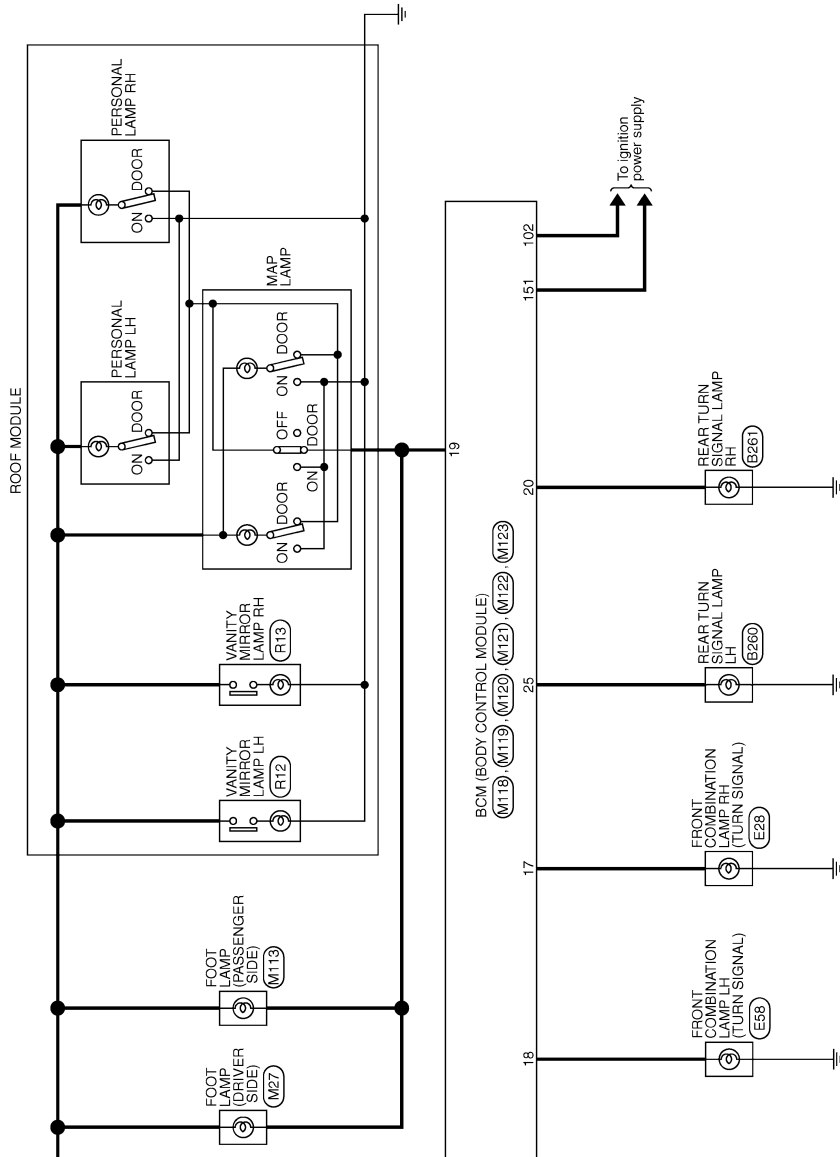 ROOF MODULE
PERSONAL
LAMP RH
ON
DOOR
PERSONAL
LAMP LH
ON
DOOR
MAP
LAMP
ON
DOOR
ON
OFF
DOOR
ON
DOOR
VANITY
MIRROR
LAMP RH
R13
VANITY
MIRROR
LAMP LH
R12
FOOT
LAMP
(PASSENGER
SIDE)
M113
FOOT
LAMP
(DRIVER
SIDE)
M27
BCM (BODY CONTROL MODULE)
M118 , M119 , M120 , M121 , M122 , M123
19
102
151
20
25
17
18
To ignition
power supply
REAR TURN
SIGNAL LAMP
RH
B261
REAR TURN
SIGNAL LAMP
LH
B260
FRONT
COMBINATION
LAMP RH
(TURN SIGNAL)
E28
FRONT
COMBINATION
LAMP LH
(TURN SIGNAL)
E58